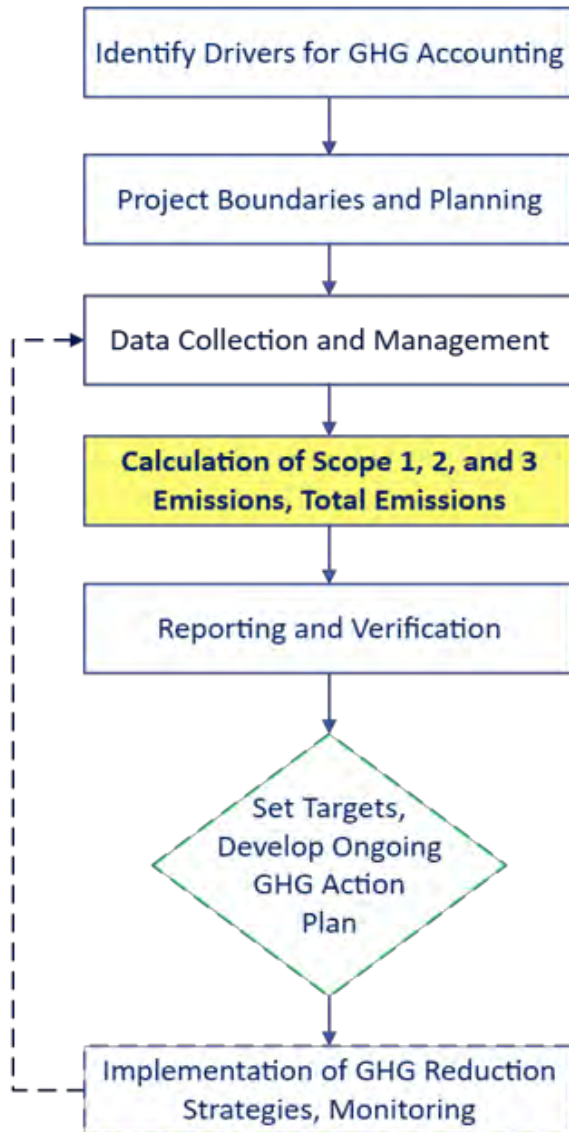 Identify Drivers for GHG Accounting
Project Boundaries and Planning
Data Collection and Management
Calculation of Scope 1, 2, and 3
Emissions, Total Emissions
Reporting and Verification
Set Targets,
Develop Ongoing
GHG Action
Plan
Implementation of GHG Reduction
Strategies, Monitoring